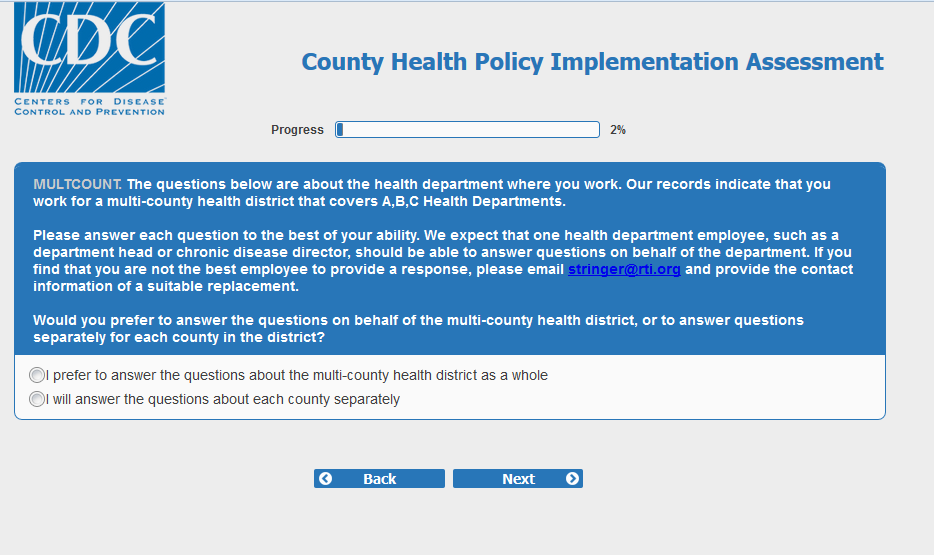 CDC
CENTERS FOR DISEASE
CONTROL AND PREVENTION
County Health Policy Implementation Assessment
Progress 2%
MULTCOUNT. The questions below are about the health department where you work. Our records indicate that you
work for a multi-county health district that covers A,B,C Health Departments.
Please answer each question to the best of your ability. We expect that one health department employee, such as a
department head or chronic disease director, should be able to answer questions on behalf of the department. If you
find that you are not the best employee to provide a response, please email stringer@rti.org and provide the contact
information of a suitable replacement.
Would you prefer to answer the questions on behalf of the multi-county health district, or to answer questions
separately for each county in the district?
I prefer to answer the questions about the multi-county health district as a whole
I will answer the questions about each county separately
Back Next